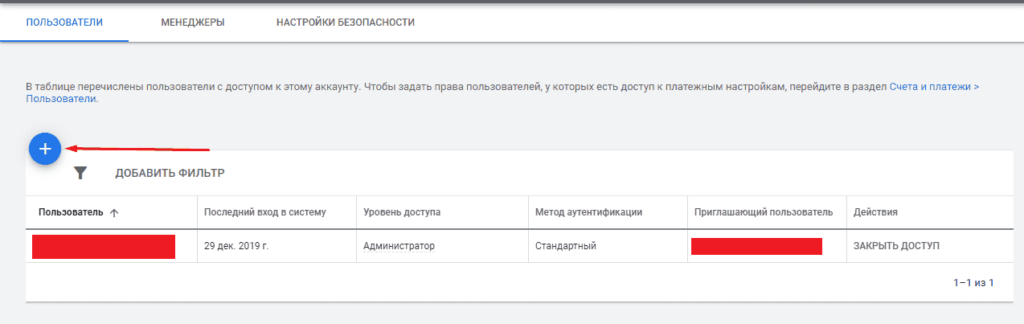 ПОЛЬЗОВАТЕЛИ МЕНЕДЖЕРЫ НАСТРОЙКИ БЕЗОПАСНОСТИ
В таблице перечислены пользователи с доступом к этому аккаунту. Чтобы задать права пользователей, у которых есть доступ к платежным настройкам, перейдите в раздел Счета и платежи >
Пользователи.
+
ДОБАВИТЬ ФИЛЬТР
Пользователь ↑ Последний вход в систему Уровень доступа Метод аутентификации Приглашающий пользователь Действия
29 дек. 2019 г. Администратор Стандартный ЗАКРЫТЬ ДОСТУП
1–1 из 1